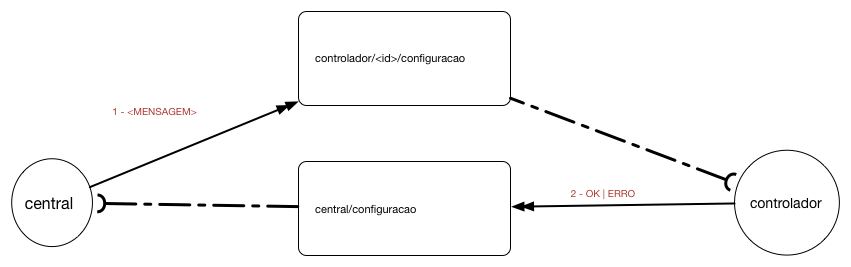 controlador/<id>/configuracao
1 - <MENSAGEM>
central
central/configuracao
2 - OK | ERRO
controlador